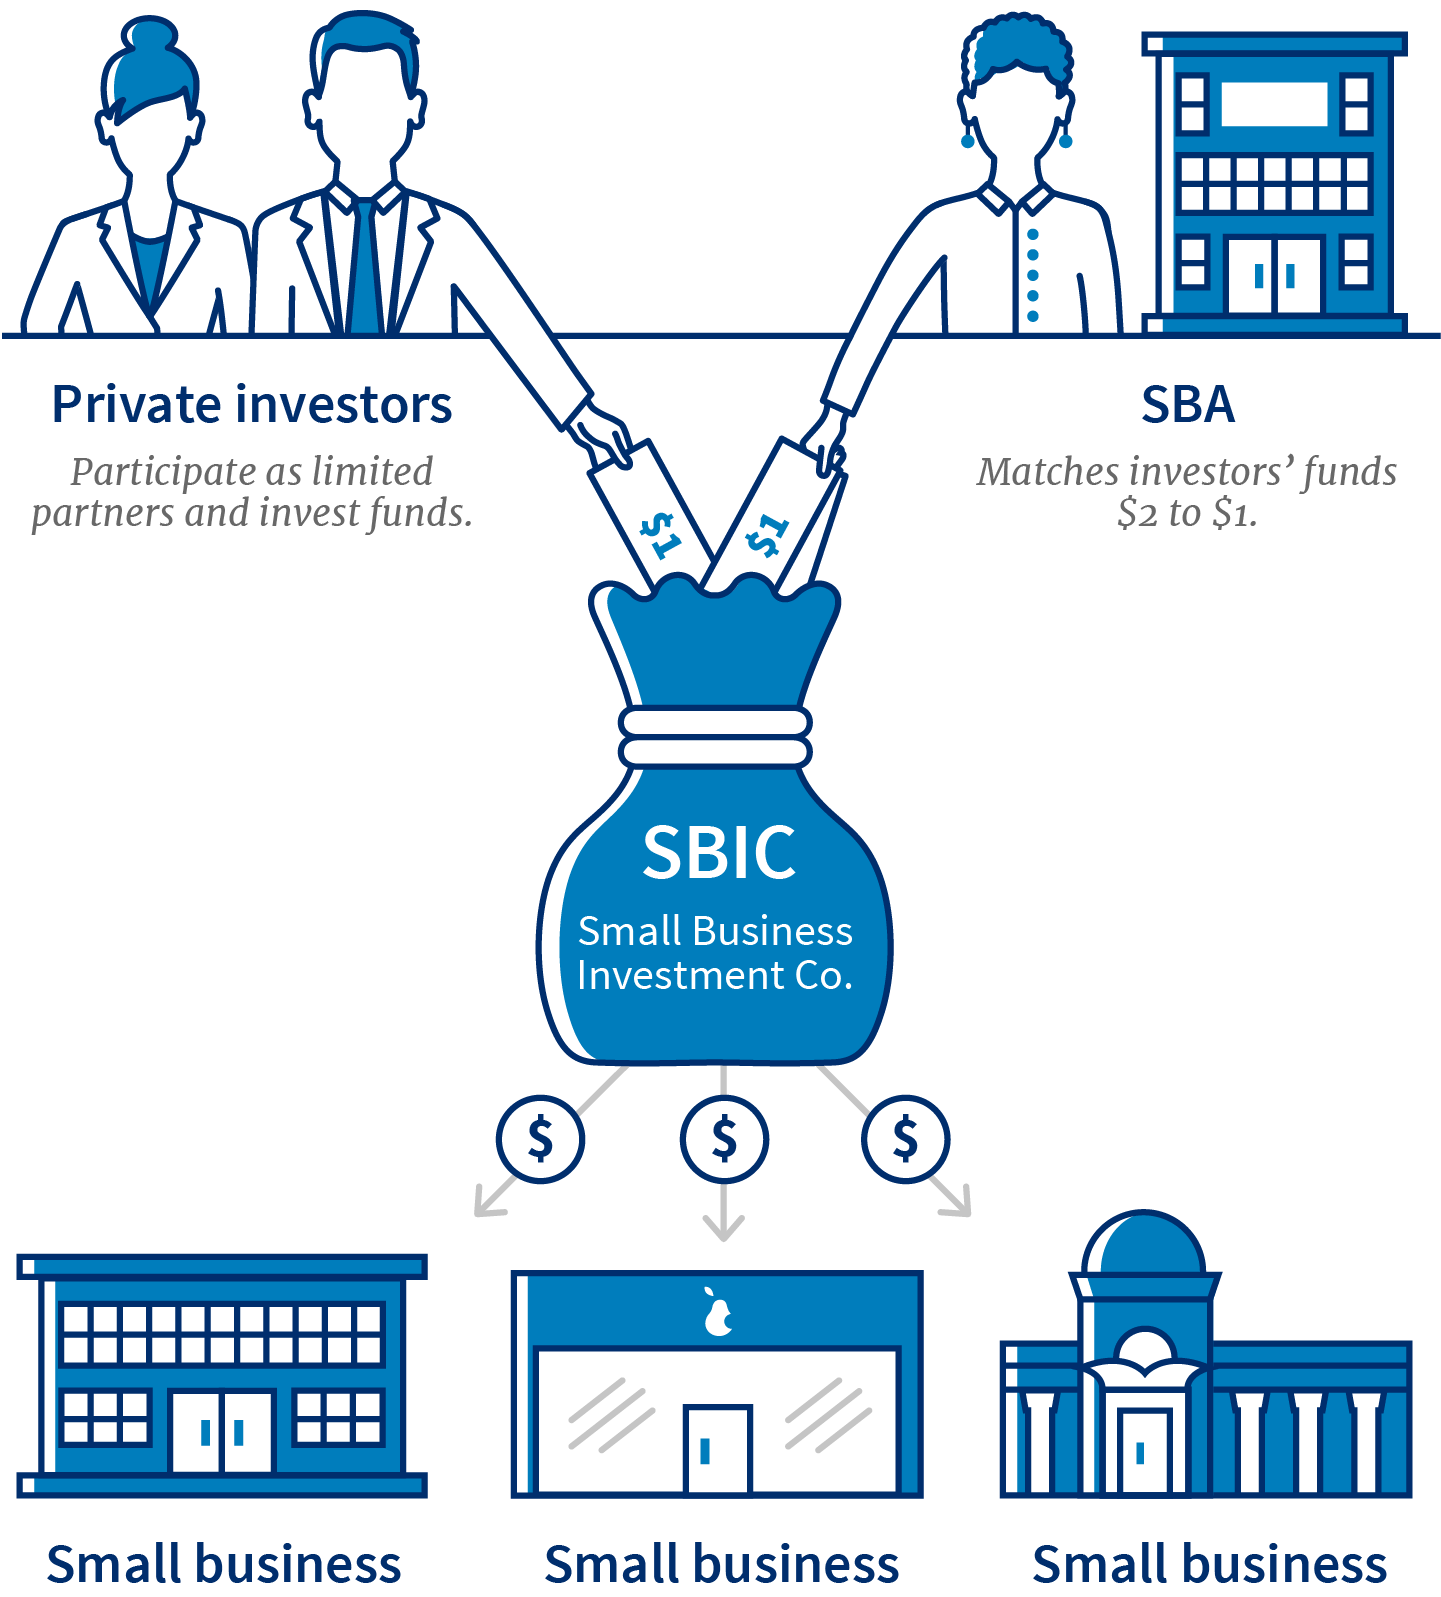 Private investors
Participate as limited
partners and invest funds.
SBA
Matches investors’ funds
$2 to $1.
$1
$1
SBIC
Small Business
Investment Co.
$
$
$
Small business
Small business
Small business